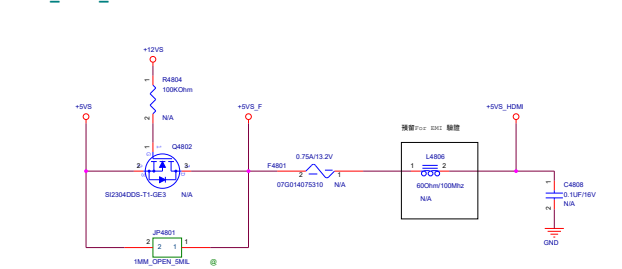 +12VS
1
R4804
100KOhm
2
N/A
+5VS
+5VS_F
+5VS_HDMI
預留For EMI 驗證
1
Q4802
2
3
0.75A/13.2V
F4801
2
1
07G014075310
N/A
1
L4806
2
60Ohm/100Mhz
N/A
1
C4808
0.1UF/16V
N/A
2
GND
SI2304DDS-T1-GE3
N/A
JP4801
2
2
1
1
1MM_OPEN_5MIL
@